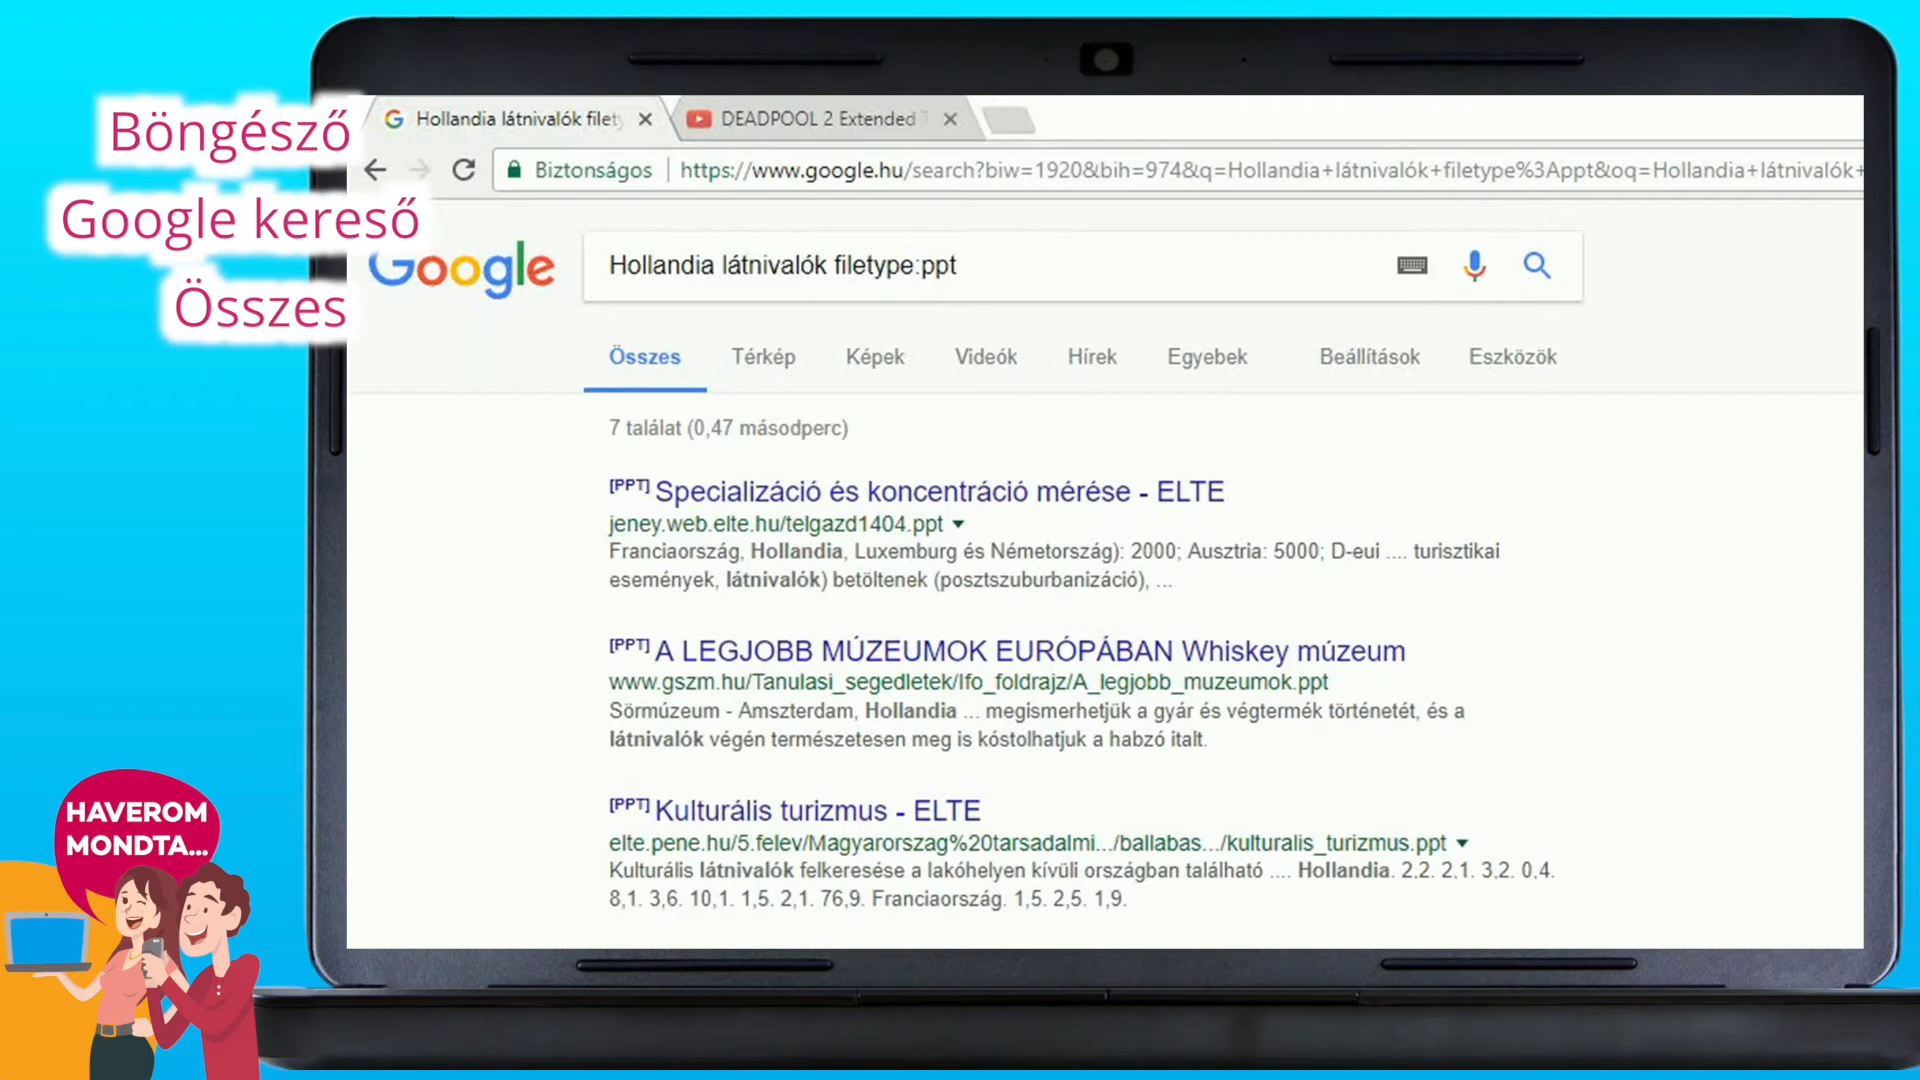 Böngésző
Google kereső
Összes
Hollandia látnivalók filet
DEADPOOL 2 Extended T
Biztonságos
https://www.google.hu/search?biw=1920&bih=974&q=Hollandia+látnivalók+filetype%3Appt&oq=Hollandia+látnivalók+
Google
Hollandia látnivalók filetype:ppt
Összes Térkép Képek Videók Hírek Egyebek Beállítások Eszközök
7 találat (0,47 másodperc)
[PPT] Specializáció és koncentráció mérése - ELTE
jeney.web.elte.hu/telgazd1404.ppt
Franciaország, Hollandia, Luxemburg és Németország): 2000; Ausztria: 5000; D-eui .... turisztikai
események, látnivalók) betöltenek (posztszuburbanizáció), ...
[PPT] A LEGJOBB MÚZEUMOK EURÓPÁBAN Whiskey múzeum
www.gszm.hu/Tanulasi_segedletek/Ifo_foldrajz/A_legjobb_muzeumok.ppt
Sörmúzeum - Amszterdam, Hollandia ... megismerhetjük a gyár és végtermék történetét, és a
látnivalók végén természetesen meg is kóstolhatjuk a habzó italt.
[PPT] Kulturális turizmus - ELTE
elte.pene.hu/5.felev/Magyarorszag%20tarsadalmi.../ballabas.../kulturalis_turizmus.ppt
Kulturális látnivalók felkeresése a lakóhelyen kívüli országban található .... Hollandia. 2,2. 2,1. 3,2. 0,4.
8,1. 3,6. 10,1. 1,5. 2,1. 76,9. Franciaország. 1,5. 2,5. 1,9.
HAVEROM
MONDTA...